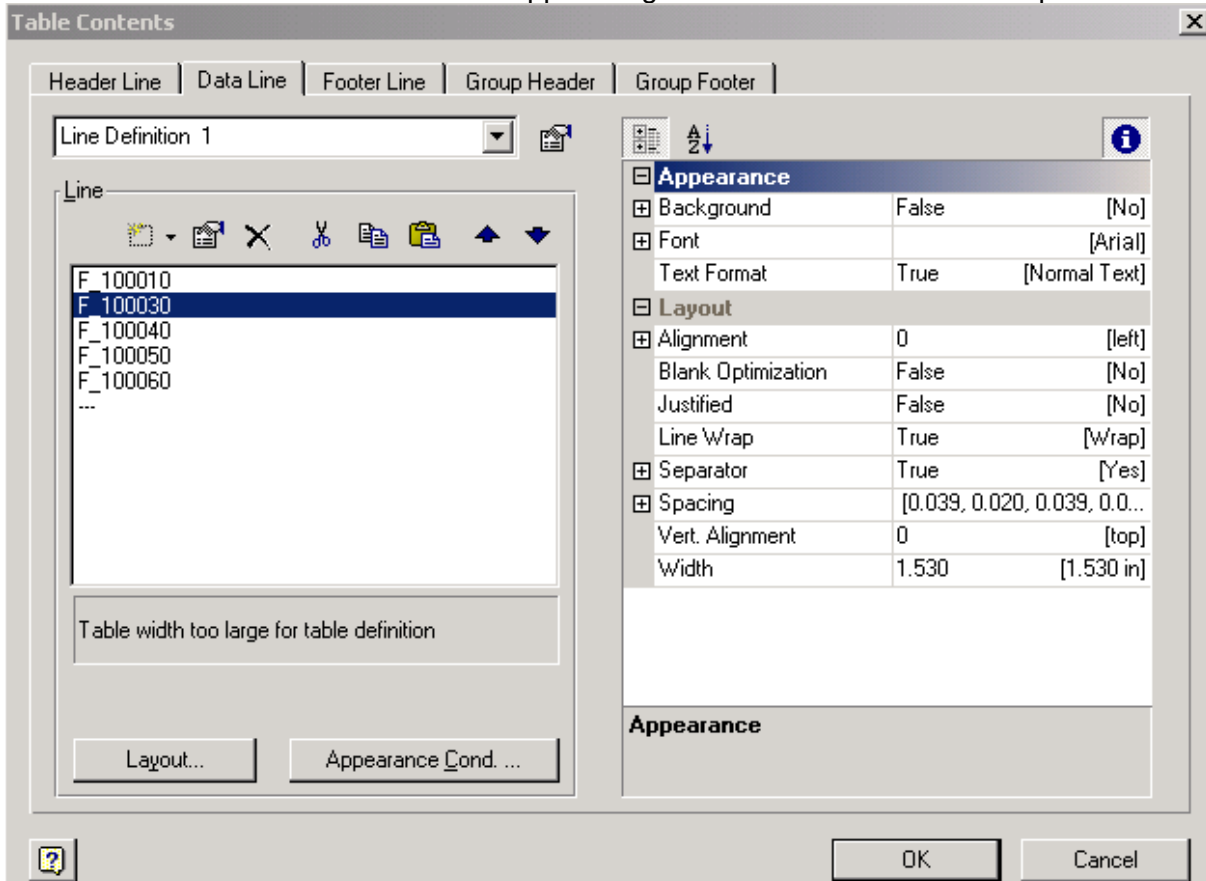 Table Contents
Header Line
Data Line
Footer Line
Group Header
Group Footer
Line Definition 1
Line
F_100010
F_100030
F_100040
F_100050
F_100060
---
Table width too large for table definition
Layout...
Appearance Cond. ...
Appearance
Background False [No]
Font [Arial]
Text Format True [Normal Text]
Layout
Alignment 0 [left]
Blank Optimization False [No]
Justified False [No]
Line Wrap True [Wrap]
Separator True [Yes]
Spacing [0.039, 0.020, 0.039, 0.0...
Vert. Alignment 0 [top]
Width 1.530 [1.530 in]
Appearance
OK
Cancel